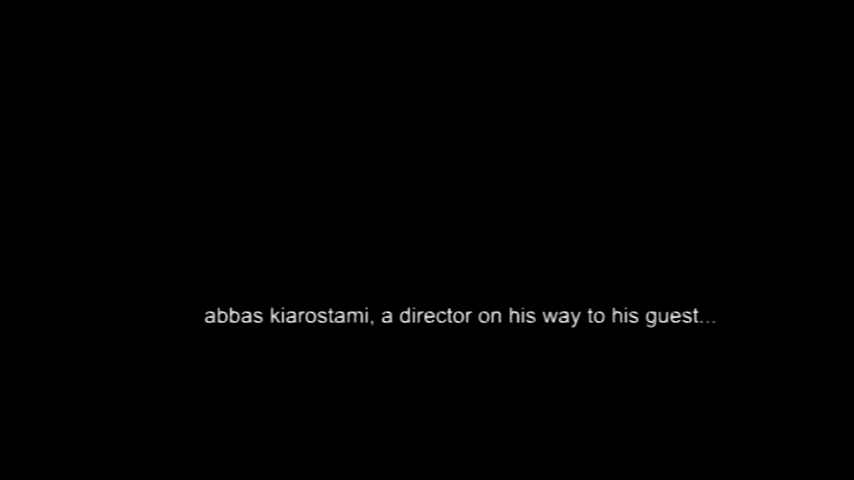 abbas kiarostami, a director on his way to his guest...